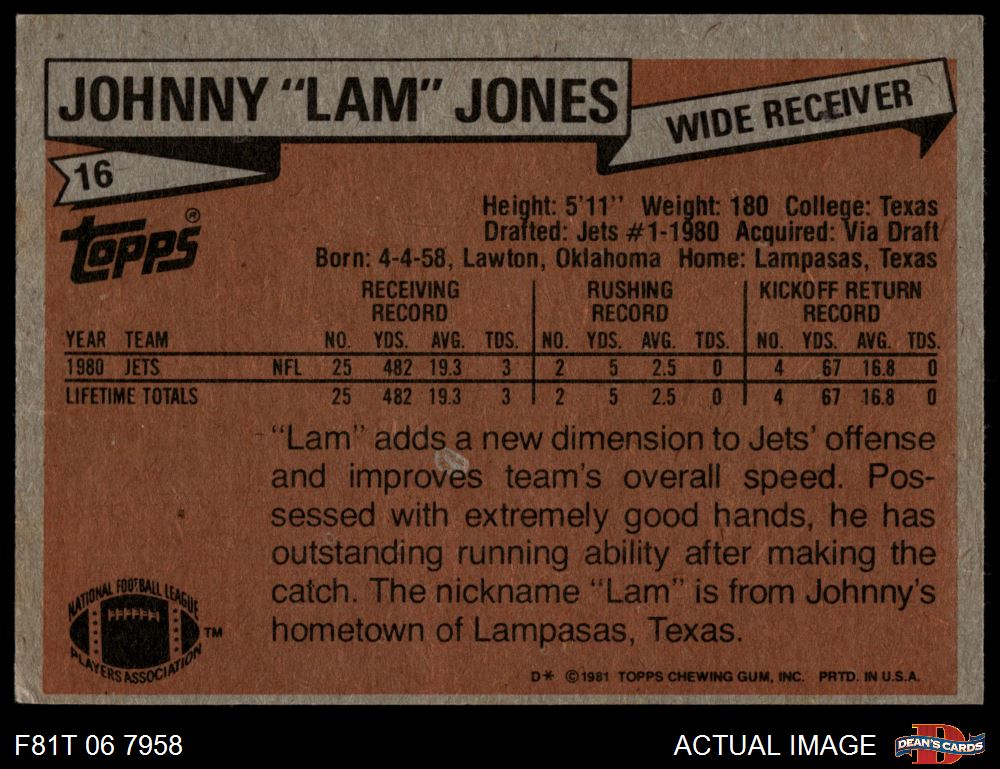 JOHNNY "LAM" JONES
WIDE RECEIVER
16
TOPPS®
Height: 5'11'' Weight: 180 College: Texas
Drafted: Jets #1-1980 Acquired: Via Draft
Born: 4-4-58, Lawton, Oklahoma Home: Lampasas, Texas
RECEIVING RECORD RUSHING RECORD KICKOFF RETURN RECORD
YEAR TEAM NO. YDS. AVG. TDS. NO. YDS. AVG. TDS. NO. YDS. AVG. TDS.
1980 JETS NFL 25 482 19.3 3 2 5 2.5 0 4 67 16.8 0
LIFETIME TOTALS 25 482 19.3 3 2 5 2.5 0 4 67 16.8 0
"Lam" adds a new dimension to Jets' offense
and improves team's overall speed. Pos-
sessed with extremely good hands, he has
outstanding running ability after making the
catch. The nickname "Lam" is from Johnny's
hometown of Lampasas, Texas.
NATIONAL FOOTBALL LEAGUE
PLAYERS ASSOCIATION
TM
D* ©1981 TOPPS CHEWING GUM, INC. PRTD. IN U.S.A.
F81T 06 7958
ACTUAL IMAGE
D
DEAN'S CARDS